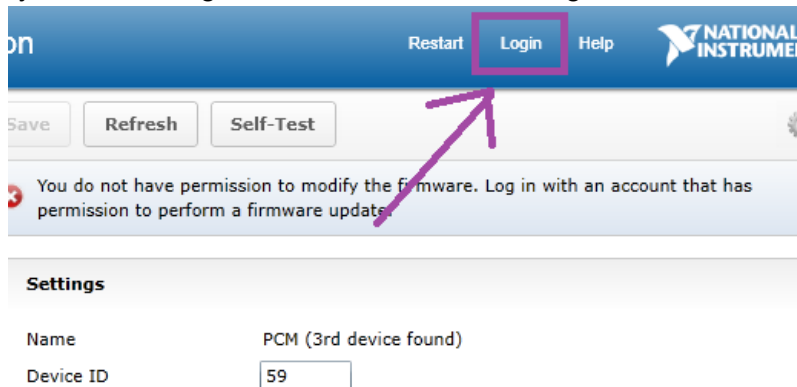 Restart Login Help NATIONAL
INSTRUME
Save Refresh Self-Test
You do not have permission to modify the firmware. Log in with an account that has
permission to perform a firmware update.
Settings
Name PCM (3rd device found)
Device ID 59